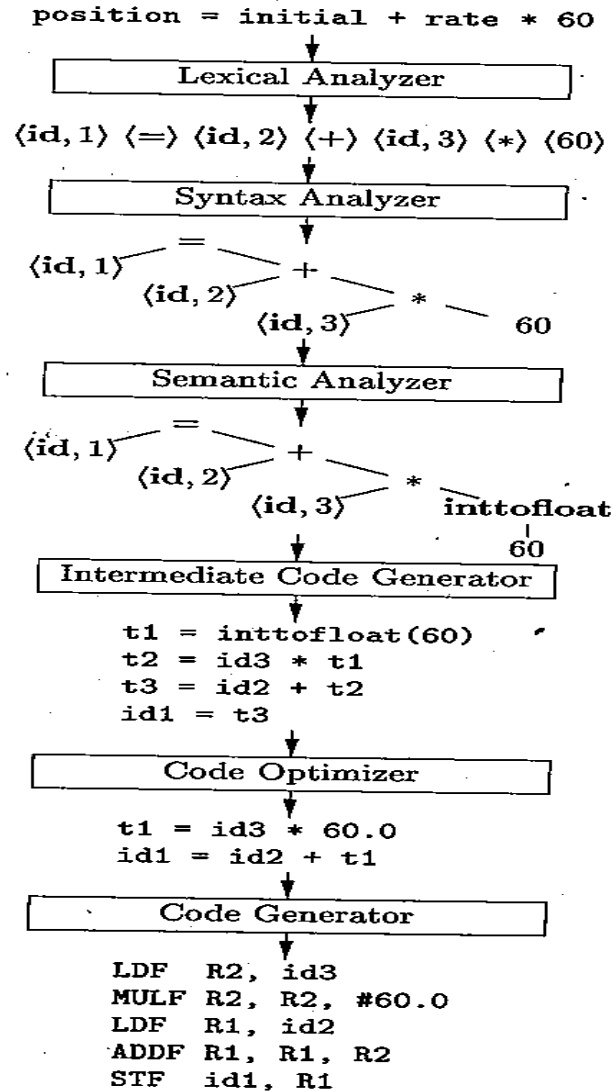 position = initial + rate * 60
Lexical Analyzer
⟨id, 1⟩ ⟨=⟩ ⟨id, 2⟩ ⟨+⟩ ⟨id, 3⟩ ⟨*⟩ ⟨60⟩
Syntax Analyzer
=
⟨id, 1⟩ +
⟨id, 2⟩ *
⟨id, 3⟩ 60
Semantic Analyzer
=
⟨id, 1⟩ +
⟨id, 2⟩ *
⟨id, 3⟩ inttofloat
60
Intermediate Code Generator
t1 = inttofloat(60)
t2 = id3 * t1
t3 = id2 + t2
id1 = t3
Code Optimizer
t1 = id3 * 60.0
id1 = id2 + t1
Code Generator
LDF R2, id3
MULF R2, R2, #60.0
LDF R1, id2
ADDF R1, R1, R2
STF id1, R1